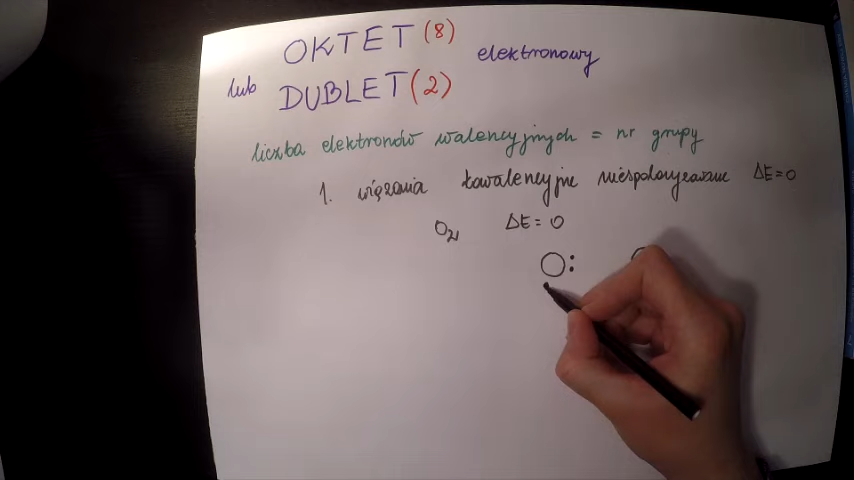 OKTET (8)
elektronowy
lub DUBLET (2)
liczba elektronów walencyjnych = nr grupy
1. wiązania kowalencyjne niespolaryzowane ΔE=0
O₂ ΔE = 0
O: